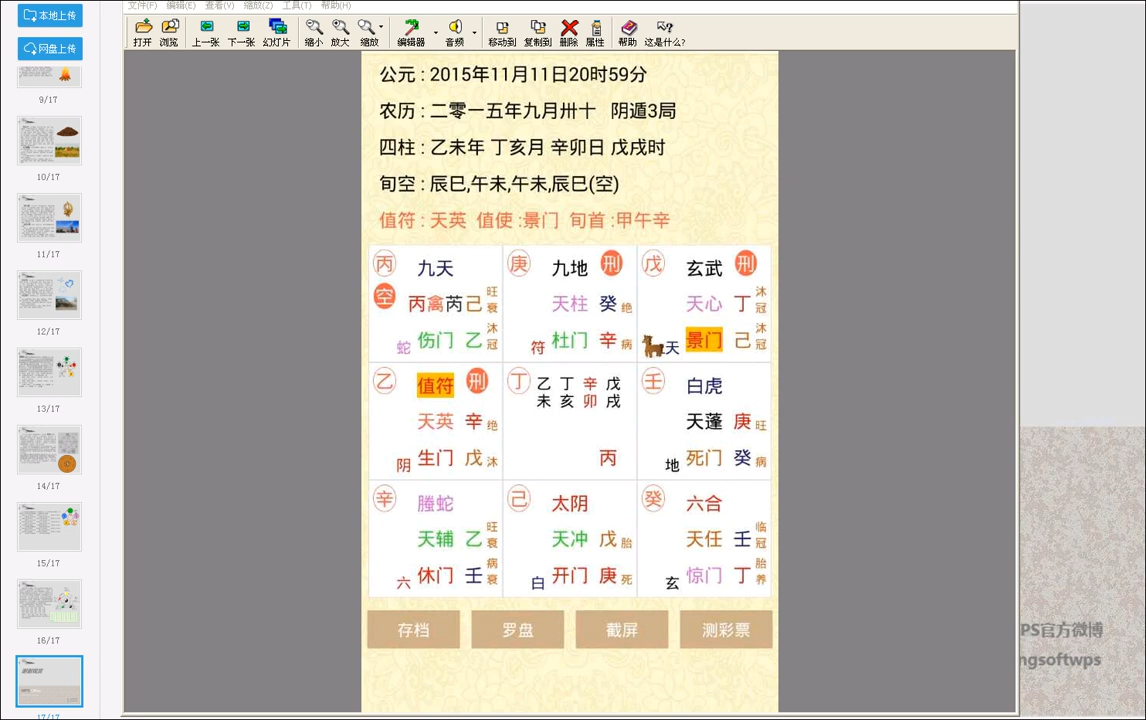 本地上传
网盘上传
9/17
10/17
11/17
12/17
13/17
14/17
15/17
16/17
17/17
文件(F) 编辑(E) 查看(V) 缩放(Z) 工具(T) 帮助(H)
打开 浏览 上一张 下一张 幻灯片 缩小 放大 缩放 编辑器 音频 移动到 复制到 删除 属性 帮助 这是什么?
公元 : 2015年11月11日20时59分
农历 : 二零一五年九月卅十 阴遁3局
四柱 : 乙未年 丁亥月 辛卯日 戊戌时
旬空 : 辰巳,午未,午未,辰巳(空)
值符 : 天英 值使 :景门 旬首 :甲午辛
丙 九天
空 丙禽芮己 旺衰
蛇 伤门 乙 沐冠
庚 九地 刑
天柱 癸 绝
符 杜门 辛 病
戊 玄武 刑
天心 丁 沐冠
天 景门 己 沐冠
乙 值符 刑
天英 辛 绝
阴 生门 戊 沐
丁 乙 丁 辛 戊
未 亥 卯 戌
丙
壬 白虎
天蓬 庚 旺
地 死门 癸 病
辛 螣蛇
天辅 乙 旺衰
六 休门 壬 病衰
己 太阴
天冲 戊 胎
白 开门 庚 死
癸 六合
天任 壬 临冠
玄 惊门 丁 胎养
存档 罗盘 截屏 测彩票
PS官方微博
ngsoftwps